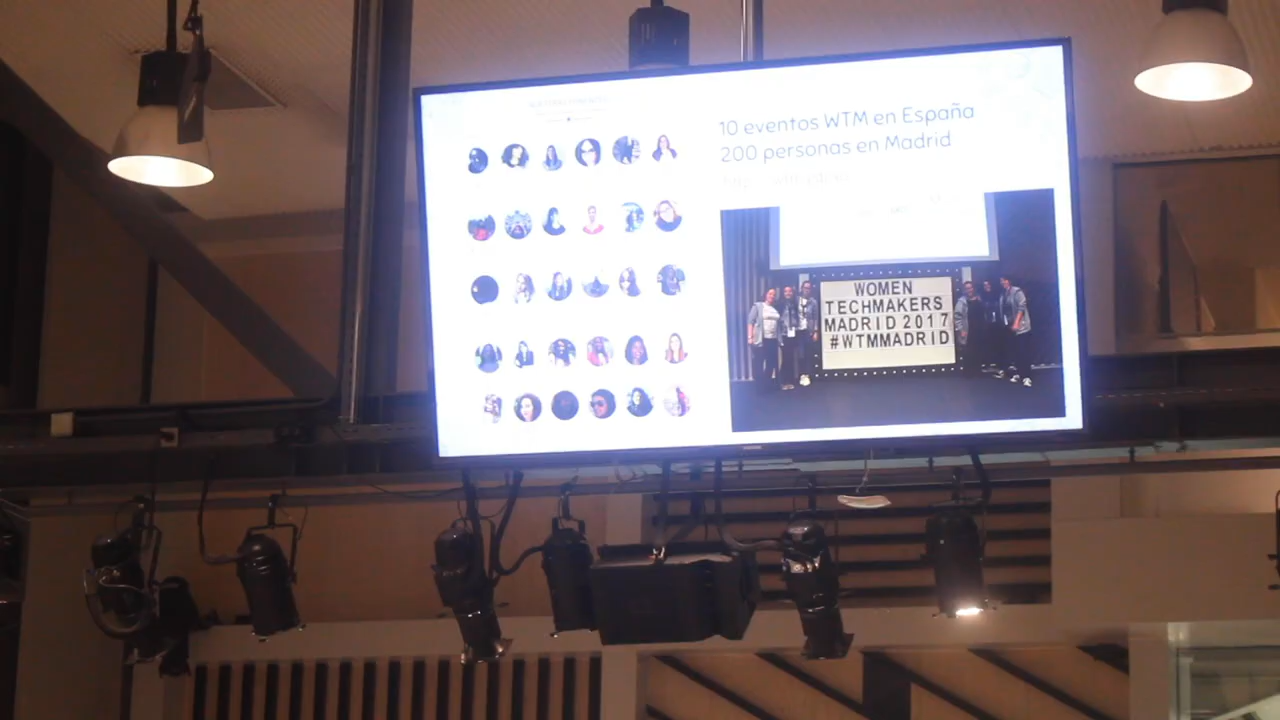 10 eventos WTM en España
200 personas en Madrid
WOMEN
TECHMAKERS
MADRID 2017
#WTMMADRID